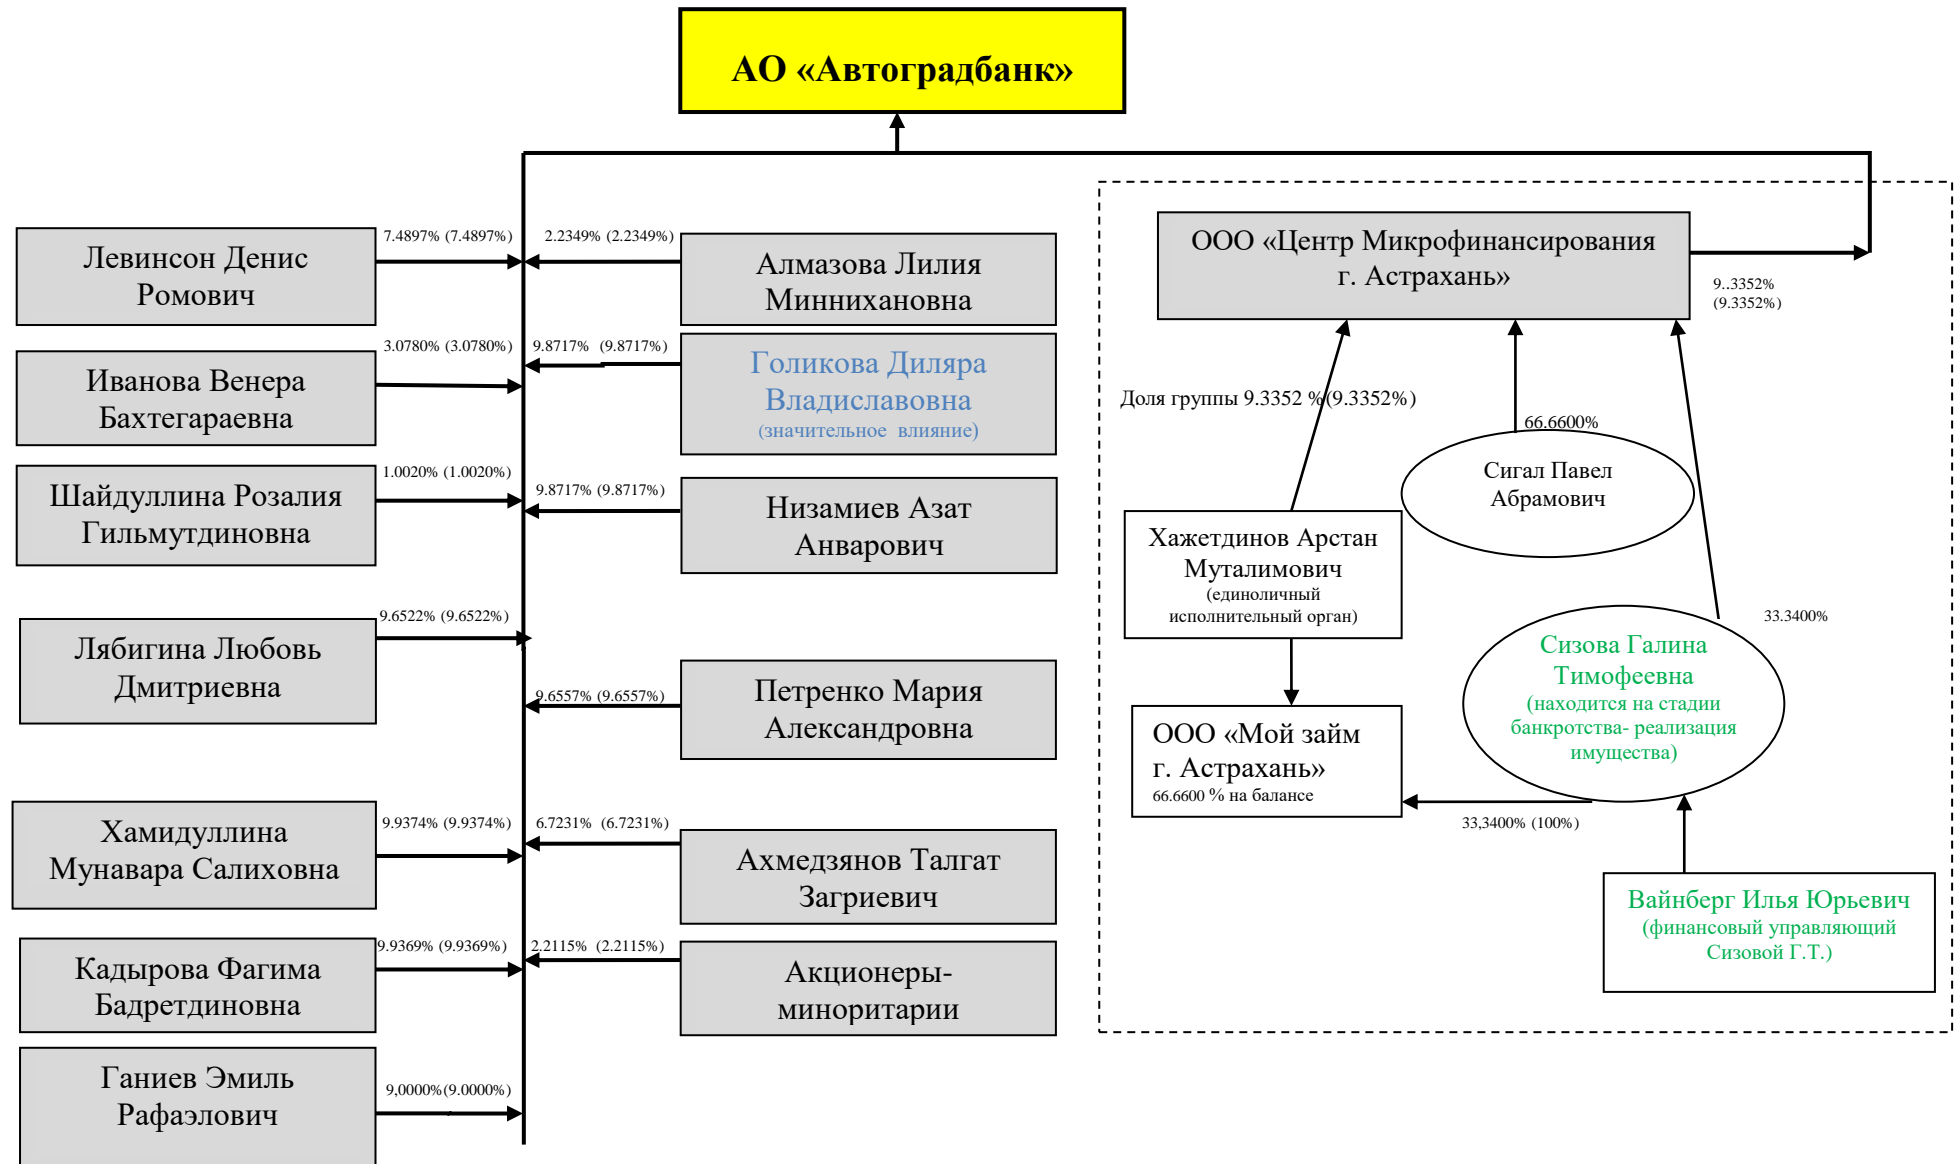 АО «Автоградбанк»
7.4897% (7.4897%)
Левинсон Денис
Ромович
3.0780% (3.0780%)
Иванова Венера
Бахтегараевна
1.0020% (1.0020%)
Шайдуллина Розалия
Гильмутдиновна
9.6522% (9.6522%)
Лябигина Любовь
Дмитриевна
9.9374% (9.9374%)
Хамидуллина
Мунавара Салиховна
9.9369% (9.9369%)
Кадырова Фагима
Бадретдиновна
9,0000%(9.0000%)
Ганиев Эмиль
Рафаэлович
2.2349% (2.2349%)
Алмазова Лилия
Миннихановна
9.8717% (9.8717%)
Голикова Диляра
Владиславовна
(значительное влияние)
9.8717% (9.8717%)
Низамиев Азат
Анварович
9.6557% (9.6557%)
Петренко Мария
Александровна
6.7231% (6.7231%)
Ахмедзянов Талгат
Загриевич
2.2115% (2.2115%)
Акционеры-
миноритарии
ООО «Центр Микрофинансирования
г. Астрахань»
9..3352%
(9.3352%)
Доля группы 9.3352 %(9.3352%)
66.6600%
Сигал Павел
Абрамович
Хажетдинов Арстан
Муталимович
(единоличный
исполнительный орган)
33.3400%
Сизова Галина
Тимофеевна
(находится на стадии
банкротства- реализация
имущества)
ООО «Мой займ
г. Астрахань»
66.6600 % на балансе
33,3400% (100%)
Вайнберг Илья Юрьевич
(финансовый управляющий
Сизовой Г.Т.)